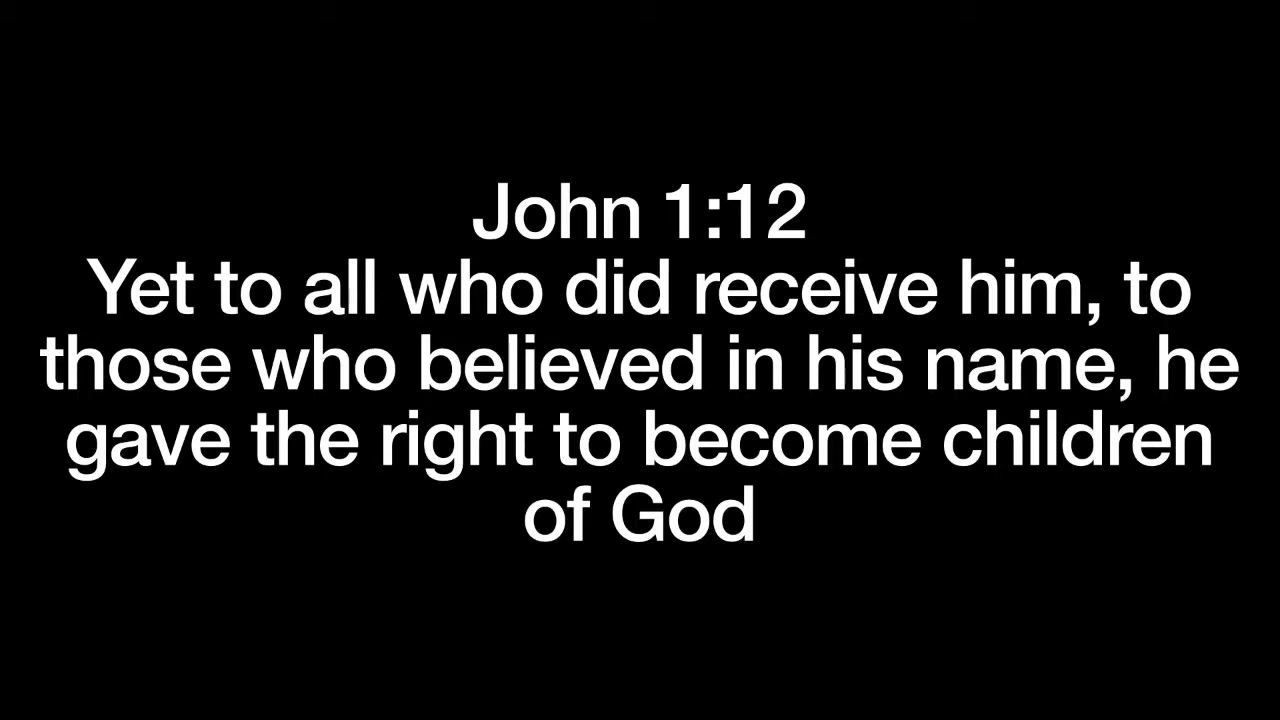 John 1:12
Yet to all who did receive him, to
those who believed in his name, he
gave the right to become children
of God